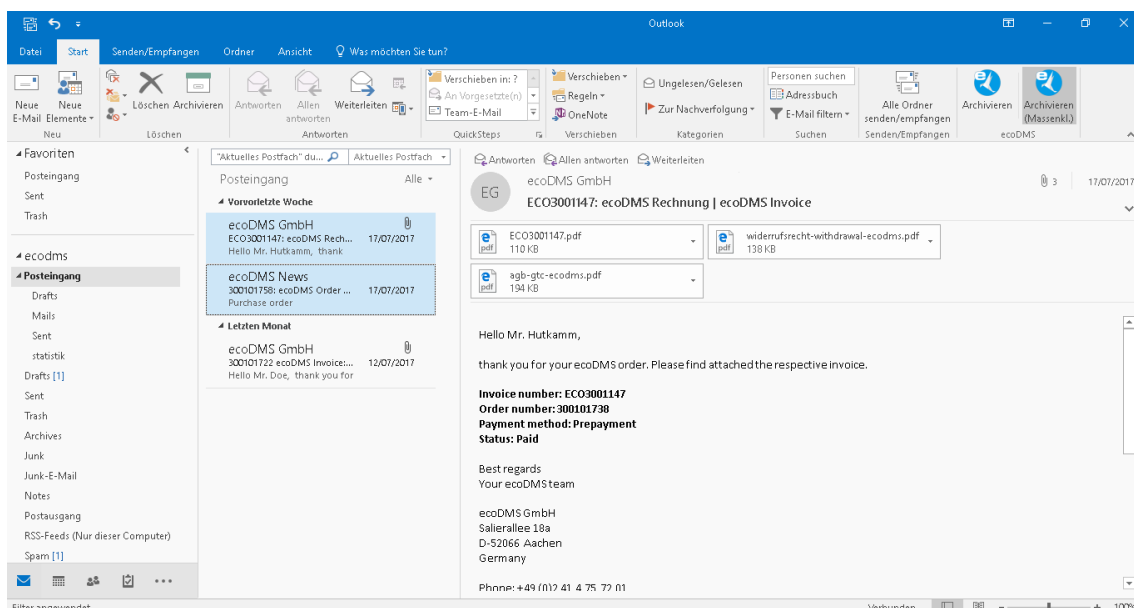 Outlook
Datei Start Senden/Empfangen Ordner Ansicht Was möchten Sie tun?
Neue E-Mail
Neue Elemente
Neu
Löschen Archivieren
Löschen
Antworten
Allen antworten
Weiterleiten
Antworten
Verschieben in: ?
An Vorgesetzte(n)
Team-E-Mail
QuickSteps
Verschieben
Regeln
OneNote
Verschieben
Ungelesen/Gelesen
Zur Nachverfolgung
Kategorien
Personen suchen
Adressbuch
E-Mail filtern
Suchen
Alle Ordner senden/empfangen
Senden/Empfangen
Archivieren
Archivieren (Massenkl.)
ecoDMS
Favoriten
Posteingang
Sent
Trash
ecodms
Posteingang
Drafts
Mails
Sent
statistik
Drafts [1]
Sent
Trash
Archives
Junk
Junk-E-Mail
Notes
Postausgang
RSS-Feeds (Nur dieser Computer)
Spam [1]
"Aktuelles Postfach" du... Aktuelles Postfach
Posteingang Alle
Vorvorletzte Woche
ecoDMS GmbH
ECO3001147: ecoDMS Rech... 17/07/2017
Hello Mr. Hutkamm, thank
ecoDMS News
300101758: ecoDMS Order ... 17/07/2017
Purchase order
Letzten Monat
ecoDMS GmbH
300101722 ecoDMS Invoice:... 12/07/2017
Hello Mr. Doe, thank you for
Antworten Allen antworten Weiterleiten
EG
ecoDMS GmbH
3 17/07/2017
ECO3001147: ecoDMS Rechnung | ecoDMS Invoice
pdf
ECO3001147.pdf
110 KB
pdf
widerrufsrecht-withdrawal-ecodms.pdf
138 KB
pdf
agb-gtc-ecodms.pdf
194 KB
Hello Mr. Hutkamm,
thank you for your ecoDMS order. Please find attached the respective invoice.
Invoice number: ECO3001147
Order number: 300101738
Payment method: Prepayment
Status: Paid
Best regards
Your ecoDMS team
ecoDMS GmbH
Salierallee 18a
D-52066 Aachen
Germany
Phone: +49 (0)2 41 4 75 72 01
Filter angewendet
Verbunden
100%